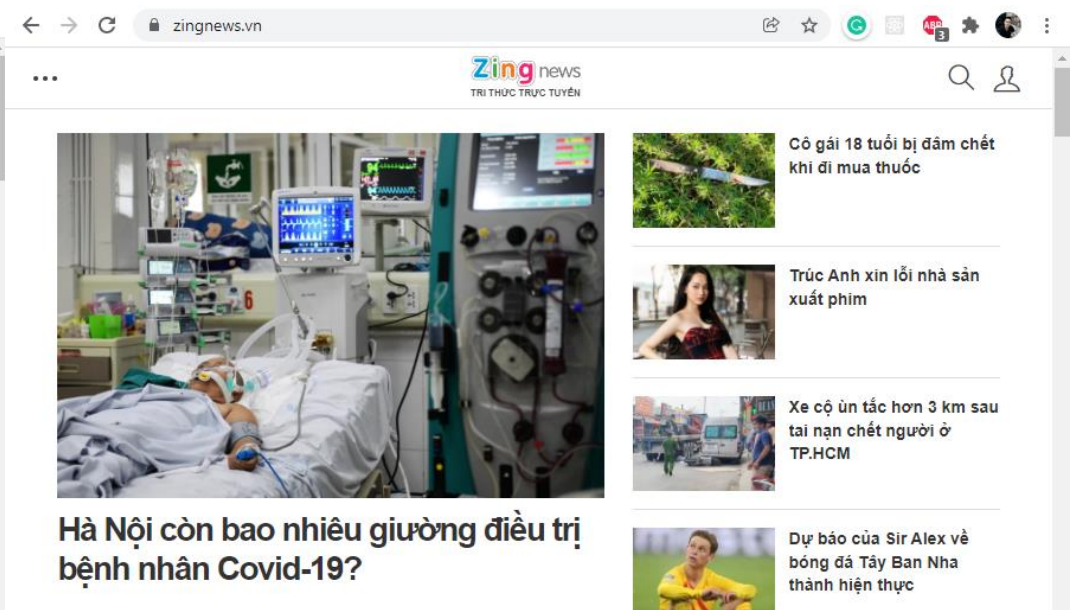 zingnews.vn
ABP
3
Zing news
TRI THỨC TRỰC TUYẾN
6
Hà Nội còn bao nhiêu giường điều trị
bệnh nhân Covid-19?
Cô gái 18 tuổi bị đâm chết
khi đi mua thuốc
Trúc Anh xin lỗi nhà sản
xuất phim
Xe cộ ùn tắc hơn 3 km sau
tai nạn chết người ở
TP.HCM
Dự báo của Sir Alex về
bóng đá Tây Ban Nha
thành hiện thực